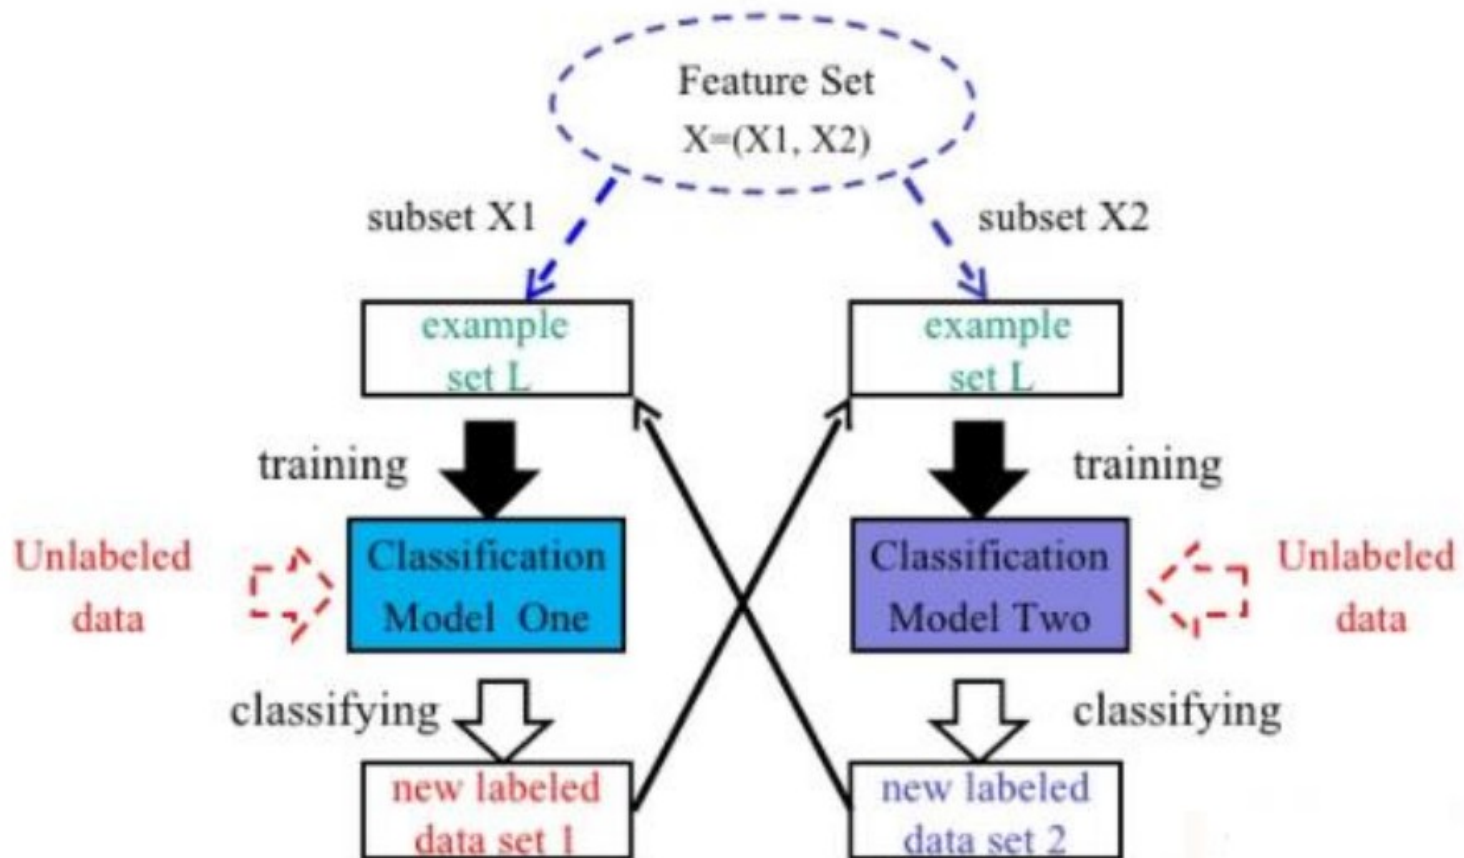 Feature Set
X=(X1, X2)
subset X1
subset X2
example
set L
example
set L
training
training
Unlabeled
data
Classification
Model One
Classification
Model Two
Unlabeled
data
classifying
classifying
new labeled
data set 1
new labeled
data set 2